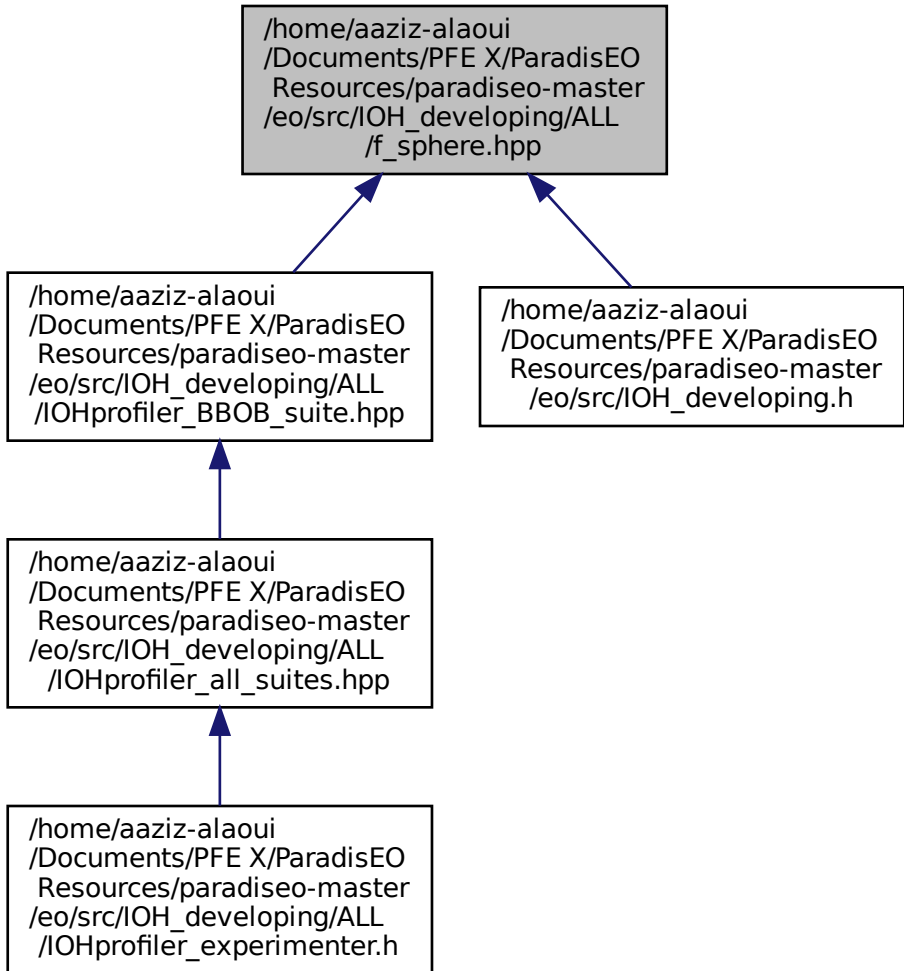 /home/aaziz-alaoui
/Documents/PFE X/ParadisEO
Resources/paradiseo-master
/eo/src/IOH_developing/ALL
/f_sphere.hpp
/home/aaziz-alaoui
/Documents/PFE X/ParadisEO
Resources/paradiseo-master
/eo/src/IOH_developing/ALL
/IOHprofiler_BBOB_suite.hpp
/home/aaziz-alaoui
/Documents/PFE X/ParadisEO
Resources/paradiseo-master
/eo/src/IOH_developing.h
/home/aaziz-alaoui
/Documents/PFE X/ParadisEO
Resources/paradiseo-master
/eo/src/IOH_developing/ALL
/IOHprofiler_all_suites.hpp
/home/aaziz-alaoui
/Documents/PFE X/ParadisEO
Resources/paradiseo-master
/eo/src/IOH_developing/ALL
/IOHprofiler_experimenter.h